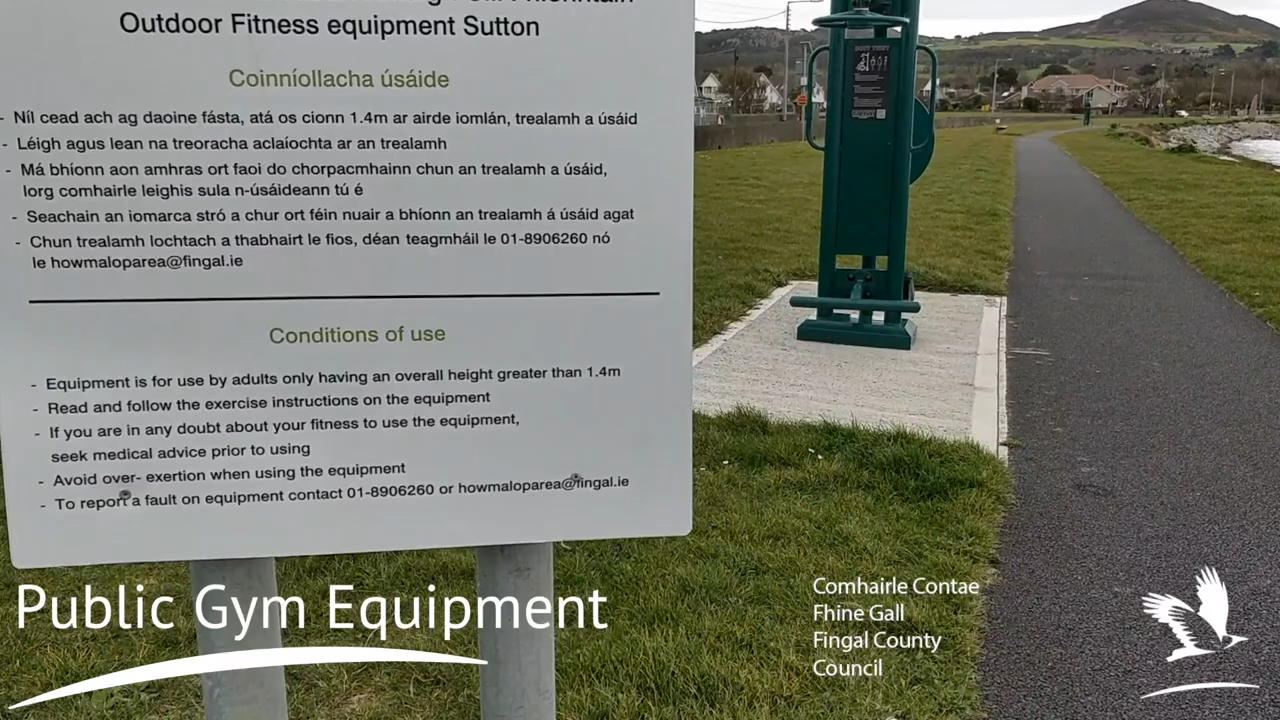 Outdoor Fitness equipment Sutton
Coinníollacha úsáide
- Níl cead ach ag daoine fásta, atá os cionn 1.4m ar airde iomlán, trealamh a úsáid
- Léigh agus lean na treoracha aclaíochta ar an trealamh
- Má bhíonn aon amhras ort faoi do chorpacmhainn chun an trealamh a úsáid,
lorg comhairle leighis sula n-úsáideann tú é
- Seachain an iomarca stró a chur ort féin nuair a bhíonn an trealamh á úsáid agat
- Chun trealamh lochtach a thabhairt le fios, déan teagmháil le 01-8906260 nó
le howmaloparea@fingal.ie
Conditions of use
- Equipment is for use by adults only having an overall height greater than 1.4m
- Read and follow the exercise instructions on the equipment
- If you are in any doubt about your fitness to use the equipment,
seek medical advice prior to using
- Avoid over- exertion when using the equipment
- To report a fault on equipment contact 01-8906260 or howmaloparea@fingal.ie
Public Gym Equipment
Comhairle Contae
Fhine Gall
Fingal County
Council